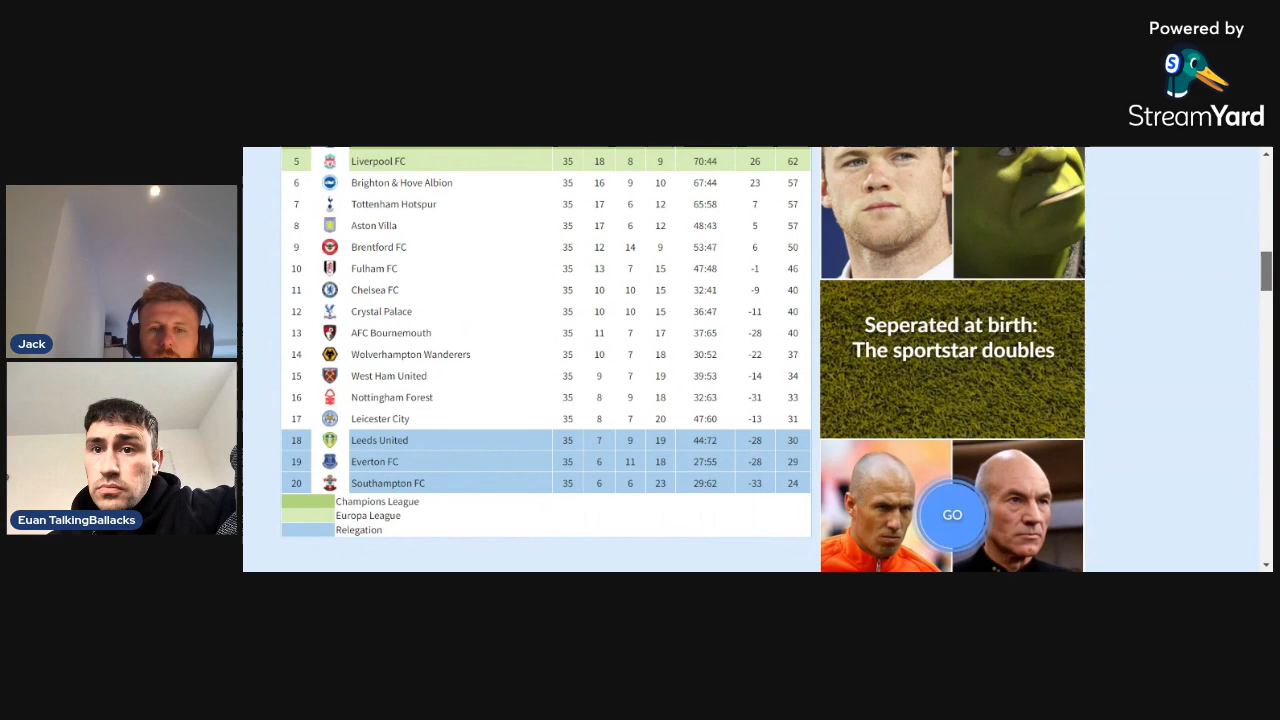 Powered by
StreamYard
5 Liverpool FC 35 18 8 9 70:44 26 62
6 Brighton & Hove Albion 35 16 9 10 67:44 23 57
7 Tottenham Hotspur 35 17 6 12 65:58 7 57
8 Aston Villa 35 17 6 12 48:43 5 57
9 Brentford FC 35 12 14 9 53:47 6 50
10 Fulham FC 35 13 7 15 47:48 -1 46
11 Chelsea FC 35 10 10 15 32:41 -9 40
12 Crystal Palace 35 10 10 15 36:47 -11 40
13 AFC Bournemouth 35 11 7 17 37:65 -28 40
14 Wolverhampton Wanderers 35 10 7 18 30:52 -22 37
15 West Ham United 35 9 7 19 39:53 -14 34
16 Nottingham Forest 35 8 9 18 32:63 -31 33
17 Leicester City 35 8 7 20 47:60 -13 31
18 Leeds United 35 7 9 19 44:72 -28 30
19 Everton FC 35 6 11 18 27:55 -28 29
20 Southampton FC 35 6 6 23 29:62 -33 24
Champions League
Europa League
Relegation
Seperated at birth:
The sportstar doubles
GO
Jack
Euan TalkingBallacks